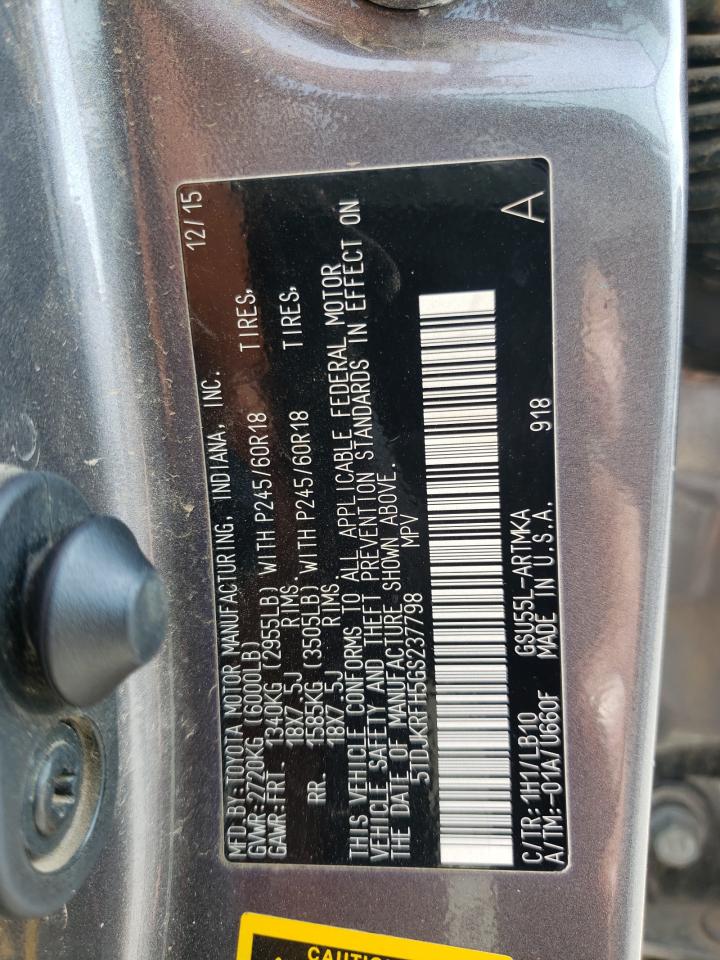 MFD.BY:TOYOTA MOTOR MANUFACTURING, INDIANA, INC. 12/15
GVWR:2720KG (6000LB)
GAWR:FRT- 1340KG (2955LB) WITH P245/60R18 TIRES,
18X7.5J RIMS.
RR. 1585KG (3505LB) WITH P245/60R18 TIRES,
18X7.5J RIMS
THIS VEHICLE CONFORMS TO ALL APPLICABLE FEDERAL MOTOR
VEHICLE SAFETY AND THEFT PREVENTION STANDARDS IN EFFECT ON
THE DATE OF MANUFACTURE SHOWN ABOVE.
5TDJKRFH5GS237798 MPV
C/TR:1H1/LB10 GSU55L-ARTMKA
A/TM:-01A/U660F MADE IN U.S.A. 918 A
CAUTION